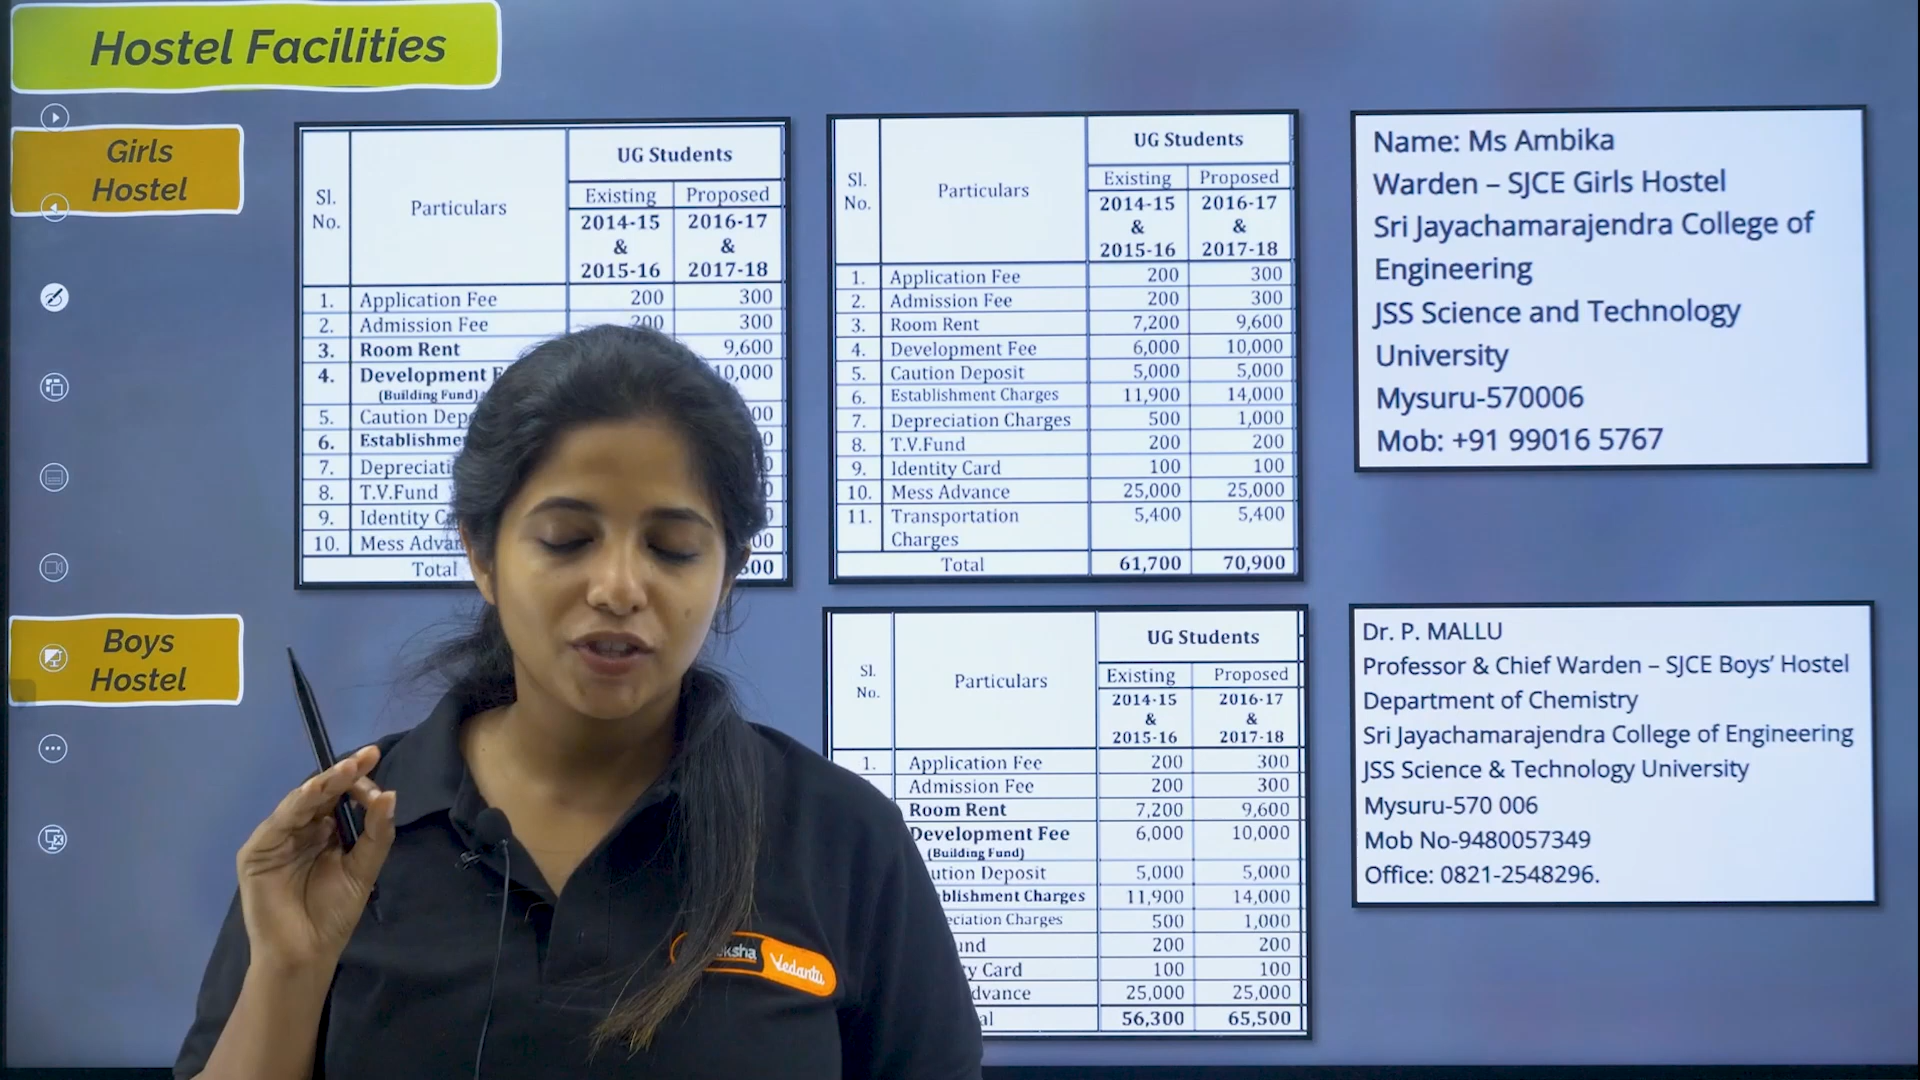 Hostel Facilities
Girls
Hostel
Sl.
No.
Particulars
UG Students
Existing Proposed
2014-15 2016-17
& &
2015-16 2017-18
1. Application Fee 200 300
2. Admission Fee 200 300
3. Room Rent 9,600
4. Development 10,000
(Building Fund)
5. Caution
6.
7.
8. T.V.Fund
9. Identity
10. Mess
Total
Sl.
No.
Particulars
UG Students
Existing Proposed
2014-15 2016-17
& &
2015-16 2017-18
1. Application Fee 200 300
2. Admission Fee 200 300
3. Room Rent 7,200 9,600
4. Development Fee 6,000 10,000
5. Caution Deposit 5,000 5,000
6. Establishment Charges 11,900 14,000
7. Depreciation Charges 500 1,000
8. T.V.Fund 200 200
9. Identity Card 100 100
10. Mess Advance 25,000 25,000
11. Transportation 5,400 5,400
Charges
Total 61,700 70,900
Name: Ms Ambika
Warden – SJCE Girls Hostel
Sri Jayachamarajendra College of
Engineering
JSS Science and Technology
University
Mysuru-570006
Mob: +91 99016 5767
Boys
Hostel
Sl.
No.
Particulars
UG Students
Existing Proposed
2014-15 2016-17
& &
2015-16 2017-18
1. Application Fee 200 300
Admission Fee 200 300
Room Rent 7,200 9,600
Development Fee 6,000 10,000
(Building Fund)
Deposit 5,000 5,000
Charges 11,900 14,000
Charges 500 1,000
200 200
Card 100 100
25,000 25,000
56,300 65,500
Dr. P. MALLU
Professor & Chief Warden – SJCE Boys' Hostel
Department of Chemistry
Sri Jayachamarajendra College of Engineering
JSS Science & Technology University
Mysuru-570 006
Mob No-9480057349
Office: 0821-2548296.
Vedantu